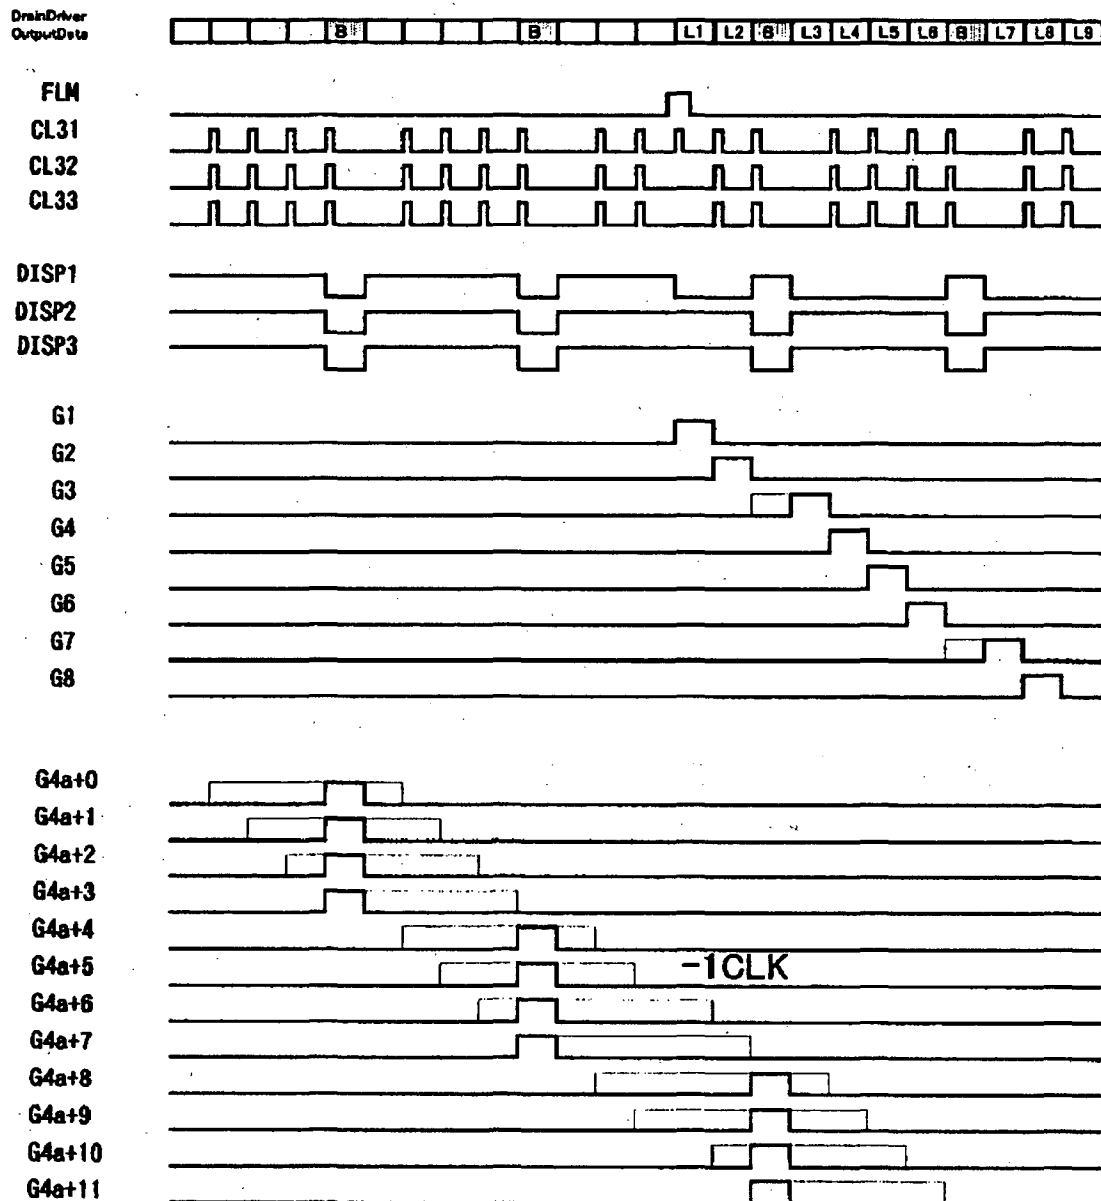 DrainDriver
OutputData
B B L1 L2 B L3 L4 L5 L6 B L7 L8 L9
FLM
CL31
CL32
CL33
DISP1
DISP2
DISP3
G1
G2
G3
G4
G5
G6
G7
G8
G4a+0
G4a+1
G4a+2
G4a+3
G4a+4
G4a+5 -1CLK
G4a+6
G4a+7
G4a+8
G4a+9
G4a+10
G4a+11